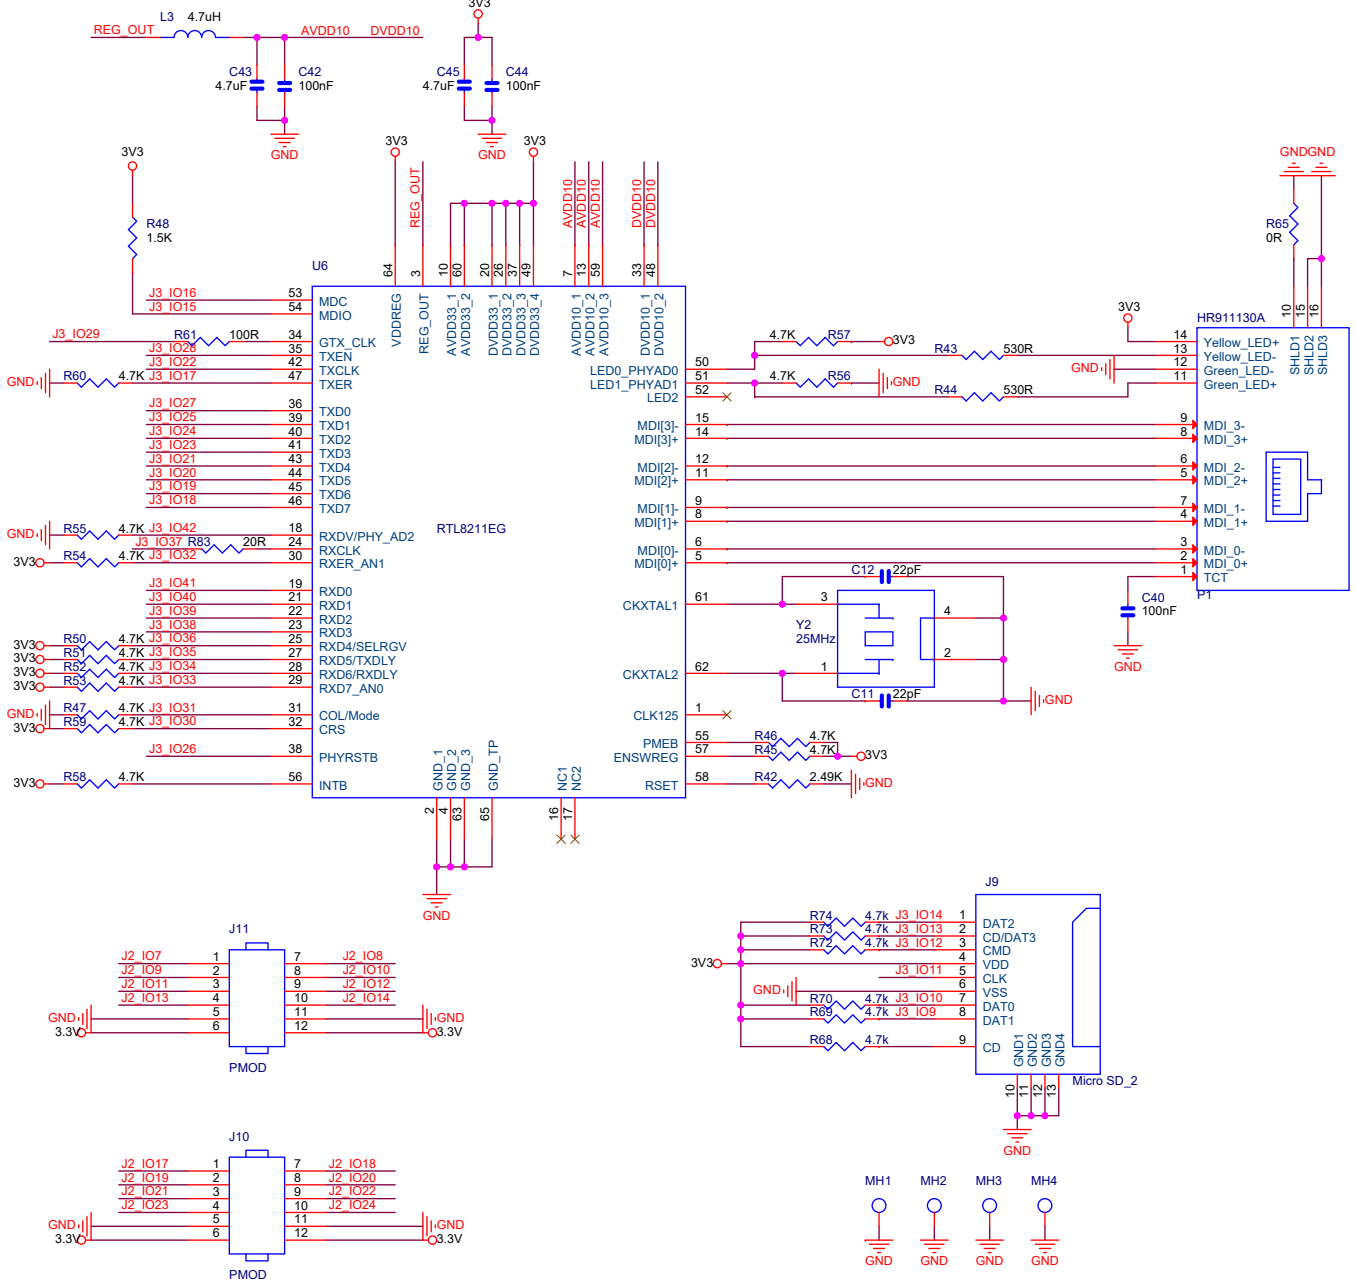 L3 4.7uH
REG_OUT AVDD10 DVDD10
C43 4.7uF
C42 100nF
GND
3V3
C45 4.7uF
C44 100nF
GND
3V3
R48
1.5K
3V3
REG_OUT
3V3
AVDD10
AVDD10
AVDD10
DVDD10
DVDD10
U6
64 VDDREG
3 REG_OUT
10 AVDD33_1
60 AVDD33_2
20 DVDD33_1
26 DVDD33_2
37 DVDD33_3
49 DVDD33_4
7 AVDD10_1
13 AVDD10_2
59 AVDD10_3
33 DVDD10_1
48 DVDD10_2
J3_IO16 53 MDC
J3_IO15 54 MDIO
J3_IO29 R61 100R 34 GTX_CLK
J3_IO28 35 TXEN
J3_IO22 42 TXCLK
GND R60 4.7K J3_IO17 47 TXER
J3_IO27 36 TXD0
J3_IO25 39 TXD1
J3_IO24 40 TXD2
J3_IO23 41 TXD3
J3_IO21 43 TXD4
J3_IO20 44 TXD5
J3_IO19 45 TXD6
J3_IO18 46 TXD7
GND R55 4.7K J3_IO42 18 RXDV/PHY_AD2
J3_IO37 R83 20R 24 RXCLK
3V3 R54 4.7K J3_IO32 30 RXER_AN1
J3_IO41 19 RXD0
J3_IO40 21 RXD1
J3_IO39 22 RXD2
J3_IO38 23 RXD3
3V3 R50 4.7K J3_IO36 25 RXD4/SELRGV
3V3 R51 4.7K J3_IO35 27 RXD5/TXDLY
3V3 R52 4.7K J3_IO34 28 RXD6/RXDLY
3V3 R53 4.7K J3_IO33 29 RXD7_AN0
GND R47 4.7K J3_IO31 31 COL/Mode
3V3 R59 4.7K J3_IO30 32 CRS
J3_IO26 38 PHYRSTB
3V3 R58 4.7K 56 INTB
RTL8211EG
LED0_PHYAD0 50 4.7K R57 3V3
R43 530R
LED1_PHYAD1 51 4.7K R56 GND
LED2 52 R44 530R
MDI[3]- 15
MDI[3]+ 14
MDI[2]- 12
MDI[2]+ 11
MDI[1]- 9
MDI[1]+ 8
MDI[0]- 6
MDI[0]+ 5
C12 22pF
CKXTAL1 61 3 4
Y2
25MHz
CKXTAL2 62 1 2
C11 22pF GND
CLK125 1
PMEB 55 R46 4.7K
ENSWREG 57 R45 4.7K 3V3
RSET 58 R42 2.49K GND
GND_1 2
GND_2 4
GND_3 63
GND_TP 65
NC1 16
NC2 17
GND
GND GND
R65
0R
10 SHLD1
15 SHLD2
16 SHLD3
3V3 HR911130A
14 Yellow_LED+
13 Yellow_LED-
GND 12 Green_LED-
11 Green_LED+
9 MDI_3-
8 MDI_3+
6 MDI_2-
5 MDI_2+
7 MDI_1-
4 MDI_1+
3 MDI_0-
2 MDI_0+
1 TCT
P1
C40
100nF
GND
J11
J2_IO7 1 7 J2_IO8
J2_IO9 2 8 J2_IO10
J2_IO11 3 9 J2_IO12
J2_IO13 4 10 J2_IO14
GND 5 11 GND
3.3V 6 12 3.3V
PMOD
J10
J2_IO17 1 7 J2_IO18
J2_IO19 2 8 J2_IO20
J2_IO21 3 9 J2_IO22
J2_IO23 4 10 J2_IO24
GND 5 11 GND
3.3V 6 12 3.3V
PMOD
J9
R74 4.7k J3_IO14 1 DAT2
R73 4.7k J3_IO13 2 CD/DAT3
R72 4.7k J3_IO12 3 CMD
3V3 4 VDD
J3_IO11 5 CLK
GND 6 VSS
R70 4.7k J3_IO10 7 DAT0
R69 4.7k J3_IO9 8 DAT1
R68 4.7k 9 CD
GND1 10
GND2 11
GND3 12
GND4 13
Micro SD_2
GND
MH1 MH2 MH3 MH4
GND GND GND GND